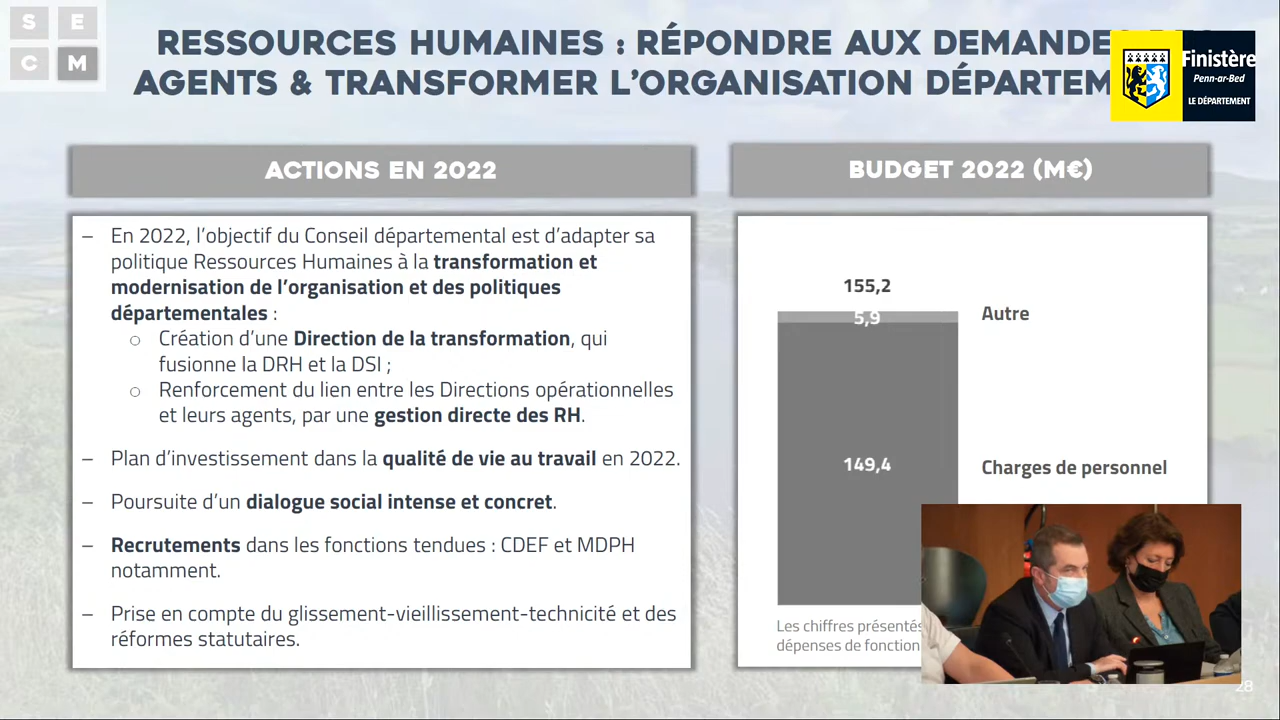 S E
C M
RESSOURCES HUMAINES : RÉPONDRE AUX DEMANDES
AGENTS & TRANSFORMER L'ORGANISATION
Finistère
Penn-ar-Bed
LE DÉPARTEMENT
ACTIONS EN 2022
– En 2022, l'objectif du Conseil départemental est d'adapter sa
politique Ressources Humaines à la transformation et
modernisation de l'organisation et des politiques
départementales :
○ Création d'une Direction de la transformation, qui
fusionne la DRH et la DSI ;
○ Renforcement du lien entre les Directions opérationnelles
et leurs agents, par une gestion directe des RH.
– Plan d'investissement dans la qualité de vie au travail en 2022.
– Poursuite d'un dialogue social intense et concret.
– Recrutements dans les fonctions tendues : CDEF et MDPH
notamment.
– Prise en compte du glissement-vieillissement-technicité et des
réformes statutaires.
BUDGET 2022 (M€)
155,2
5,9
Autre
149,4
Charges de personnel
Les chiffres présentés
dépenses de
28